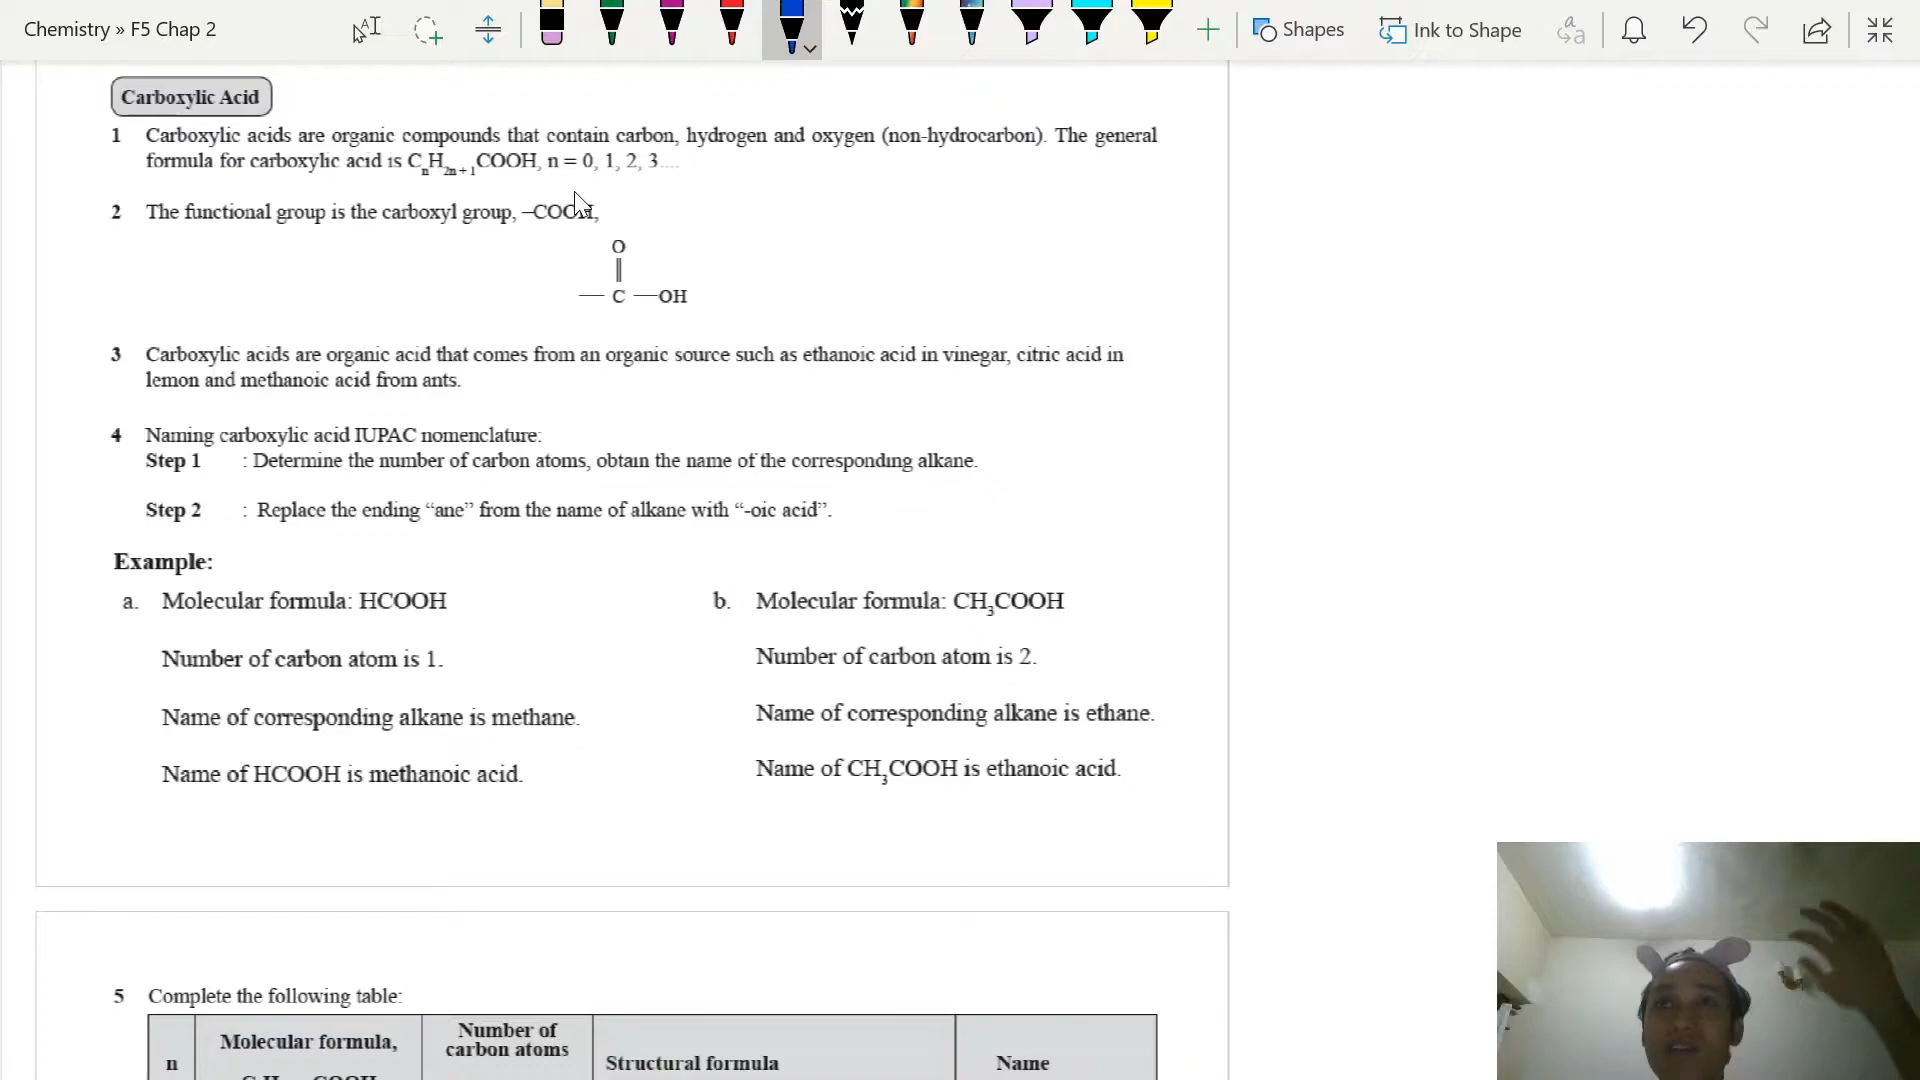 Chemistry » F5 Chap 2
Shapes
Ink to Shape
Carboxylic Acid
1 Carboxylic acids are organic compounds that contain carbon, hydrogen and oxygen (non-hydrocarbon). The general
formula for carboxylic acid is CₙH₂ₙ₊₁COOH, n = 0, 1, 2, 3....
2 The functional group is the carboxyl group, –COOH,
O
||
— C —OH
3 Carboxylic acids are organic acid that comes from an organic source such as ethanoic acid in vinegar, citric acid in
lemon and methanoic acid from ants.
4 Naming carboxylic acid IUPAC nomenclature:
Step 1 : Determine the number of carbon atoms, obtain the name of the corresponding alkane.
Step 2 : Replace the ending “ane” from the name of alkane with “-oic acid”.
Example:
a. Molecular formula: HCOOH
Number of carbon atom is 1.
Name of corresponding alkane is methane.
Name of HCOOH is methanoic acid.
b. Molecular formula: CH₃COOH
Number of carbon atom is 2.
Name of corresponding alkane is ethane.
Name of CH₃COOH is ethanoic acid.
5 Complete the following table:
n
Molecular formula,
Number of
carbon atoms
Structural formula
Name